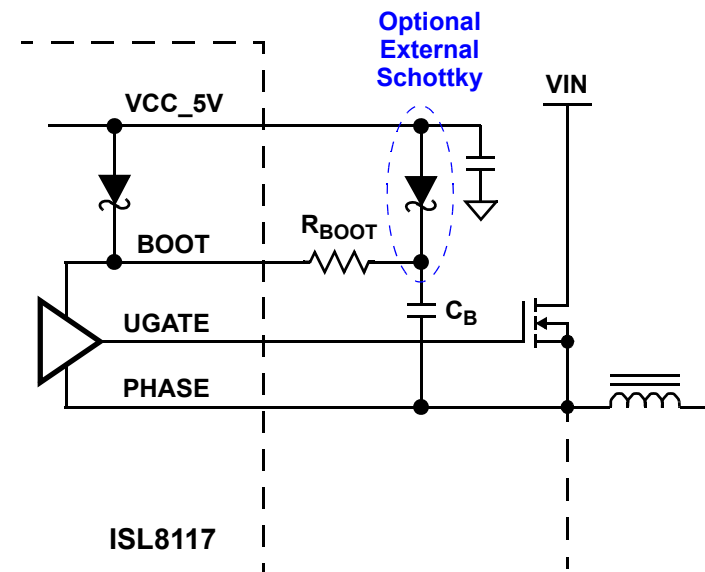 Optional
External
Schottky
VCC_5V
VIN
RBOOT
BOOT
CB
UGATE
PHASE
ISL8117